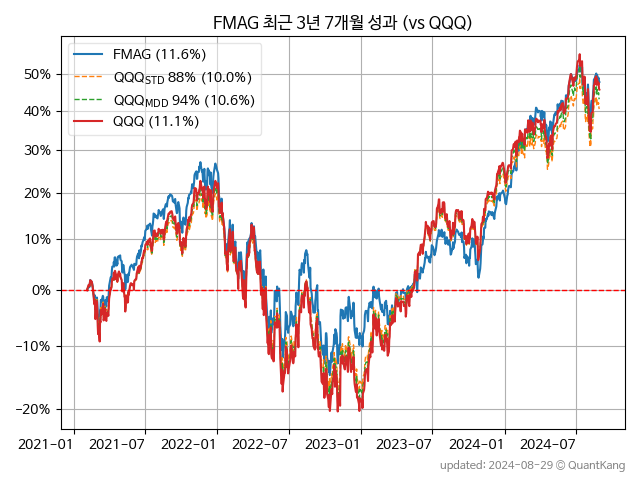 FMAG 최근 3년 7개월 성과 (vs QQQ)
FMAG (11.6%)
QQQSTD 88% (10.0%)
QQQMDD 94% (10.6%)
QQQ (11.1%)
50%
40%
30%
20%
10%
0%
−10%
−20%
2021−01
2021−07
2022−01
2022−07
2023−01
2023−07
2024−01
2024−07
updated: 2024−08−29 © QuantKang